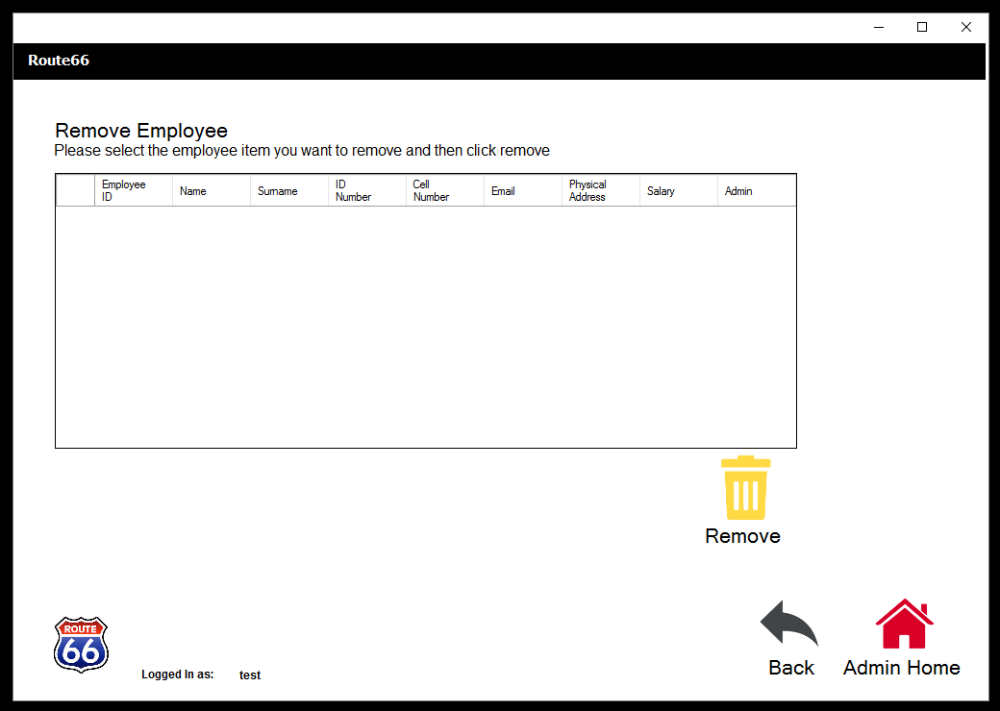 Route66
Remove Employee
Please select the employee item you want to remove and then click remove
Employee
ID
Name
Surname
ID
Number
Cell
Number
Email
Physical
Address
Salary
Admin
Remove
ROUTE
66
Logged In as:
test
Back
Admin Home